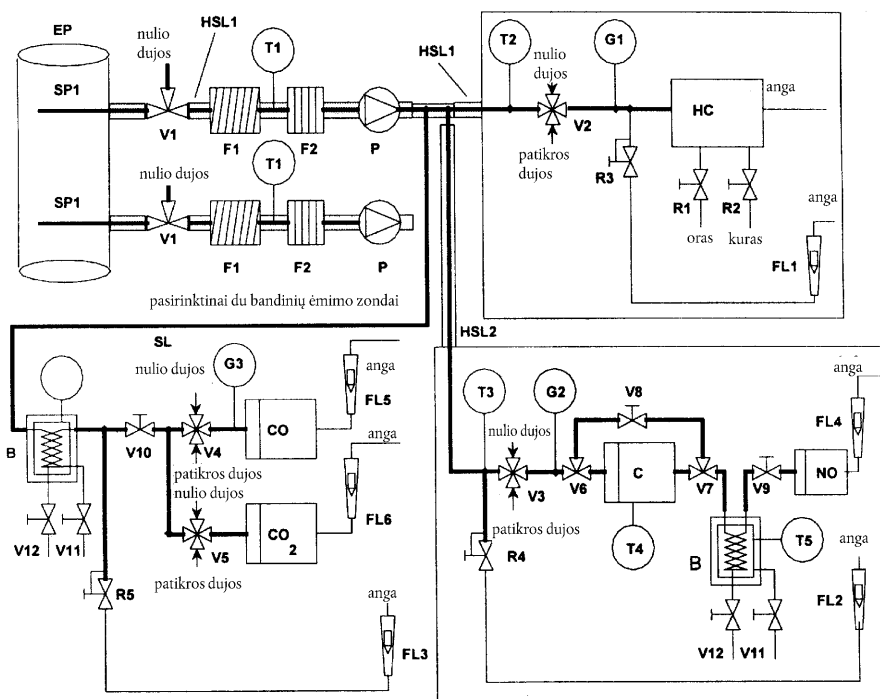 EP
nulio
dujos
HSL1
T1
SP1
V1
F1
F2
P
HSL1
T2
nulio
dujos
G1
V2
patikros
dujos
HC
anga
R3
R1
R2
oras
kuras
anga
FL1
nulio dujos
T1
SP1
V1
F1
F2
P
pasirinktinai du bandinių ėmimo zondai
HSL2
SL
nulio dujos
G3
anga
FL5
CO
B
V10
V4
patikros dujos
nulio dujos
anga
FL6
CO
2
V12
V11
V5
patikros dujos
R5
anga
FL3
T3
G2
V8
anga
FL4
nulio dujos
V3
V6
C
V7
V9
NO
patikros dujos
R4
T4
B
T5
anga
FL2
V12
V11